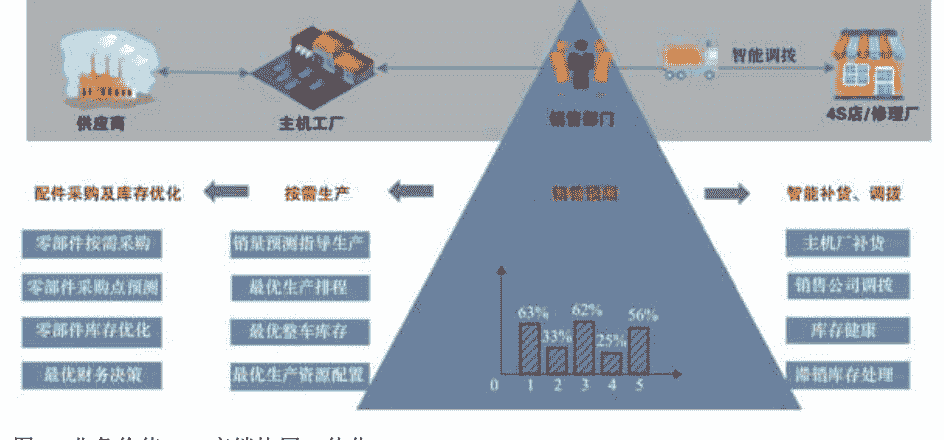 智能调拨
供应商
主机工厂
销售部门
4S店/修理厂
配件采购及库存优化
按需生产
销量预测
智能补货、调拨
零部件按需采购
销量预测指导生产
主机厂补货
零部件采购点预测
最优生产排程
销售公司调拨
零部件库存优化
最优整车库存
库存健康
最优财务决策
最优生产资源配置
滞销库存处理
63%
33%
62%
25%
56%
0 1 2 3 4 5